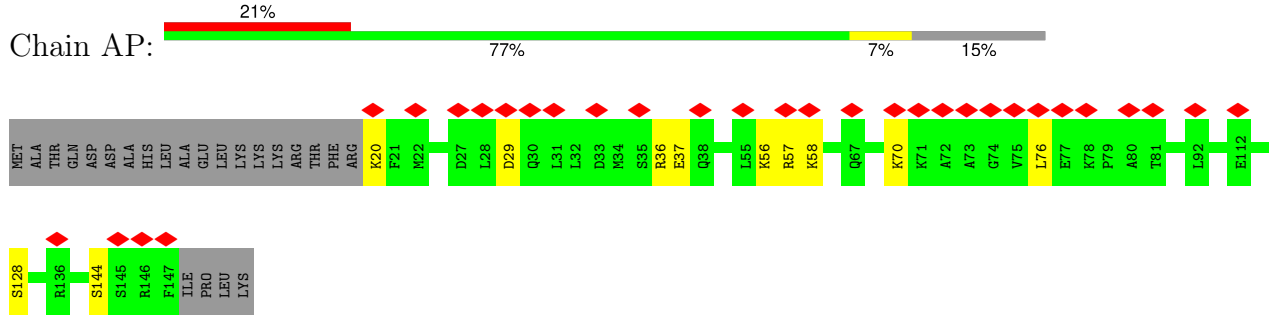 21%
Chain AP:
77% 7% 15%
MET ALA THR GLN ASP ASP ALA HIS LEU ALA GLU LEU LYS LYS LYS ARG THR PHE ARG K20 F21 M22 D27 L28 D29 Q30 L31 L32 D33 M34 S35 R36 E37 Q38 L55 K56 R57 K58 Q67 K70 K71 A72 A73 G74 V75 L76 E77 K78 P79 A80 T81 L92 E112
S128 R136 S144 S145 R146 F147 ILE PRO LEU LYS